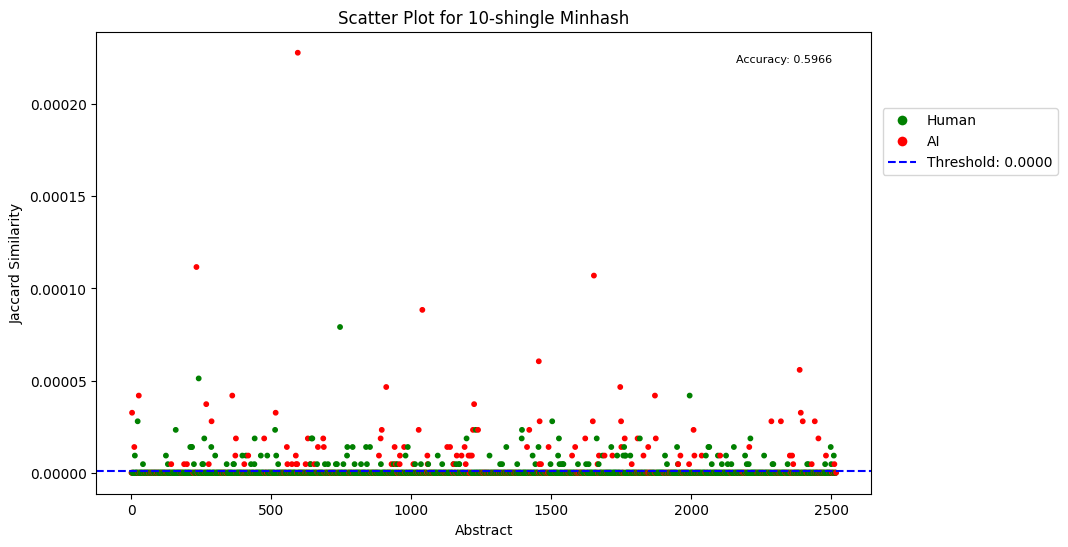 Scatter Plot for 10-shingle Minhash
Accuracy: 0.5966
Human
AI
Threshold: 0.0000
Jaccard Similarity
0.00020
0.00015
0.00010
0.00005
0.00000
0
500
1000
1500
2000
2500
Abstract